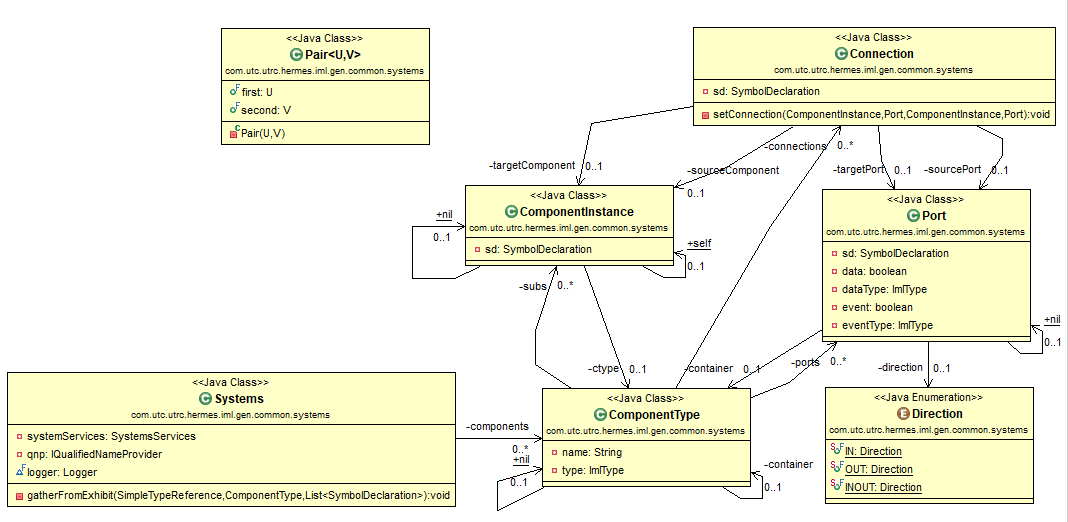 <<Java Class>>
Pair<U,V>
com.utc.utrc.hermes.iml.gen.common.systems
first: U
second: V
Pair(U,V)
<<Java Class>>
Connection
com.utc.utrc.hermes.iml.gen.common.systems
sd: SymbolDeclaration
setConnection(ComponentInstance,Port,ComponentInstance,Port):void
-targetComponent 0..1
-sourceComponent
0..1
-connections 0..*
-targetPort 0..1
-sourcePort 0..1
<<Java Class>>
ComponentInstance
com.utc.utrc.hermes.iml.gen.common.systems
sd: SymbolDeclaration
+nil
0..1
+self
0..1
<<Java Class>>
Port
com.utc.utrc.hermes.iml.gen.common.systems
sd: SymbolDeclaration
data: boolean
dataType: ImlType
event: boolean
eventType: ImlType
+nil
0..1
-subs 0..*
-ctype 0..1
-container 0..1
-ports 0..*
-direction 0..1
<<Java Class>>
Systems
com.utc.utrc.hermes.iml.gen.common.systems
systemServices: SystemsServices
qnp: IQualifiedNameProvider
logger: Logger
gatherFromExhibit(SimpleTypeReference,ComponentType,List<SymbolDeclaration>):void
-components
0..*
+nil
0..1
<<Java Class>>
ComponentType
com.utc.utrc.hermes.iml.gen.common.systems
name: String
type: ImlType
-container
0..1
<<Java Enumeration>>
Direction
com.utc.utrc.hermes.iml.gen.common.systems
IN: Direction
OUT: Direction
INOUT: Direction